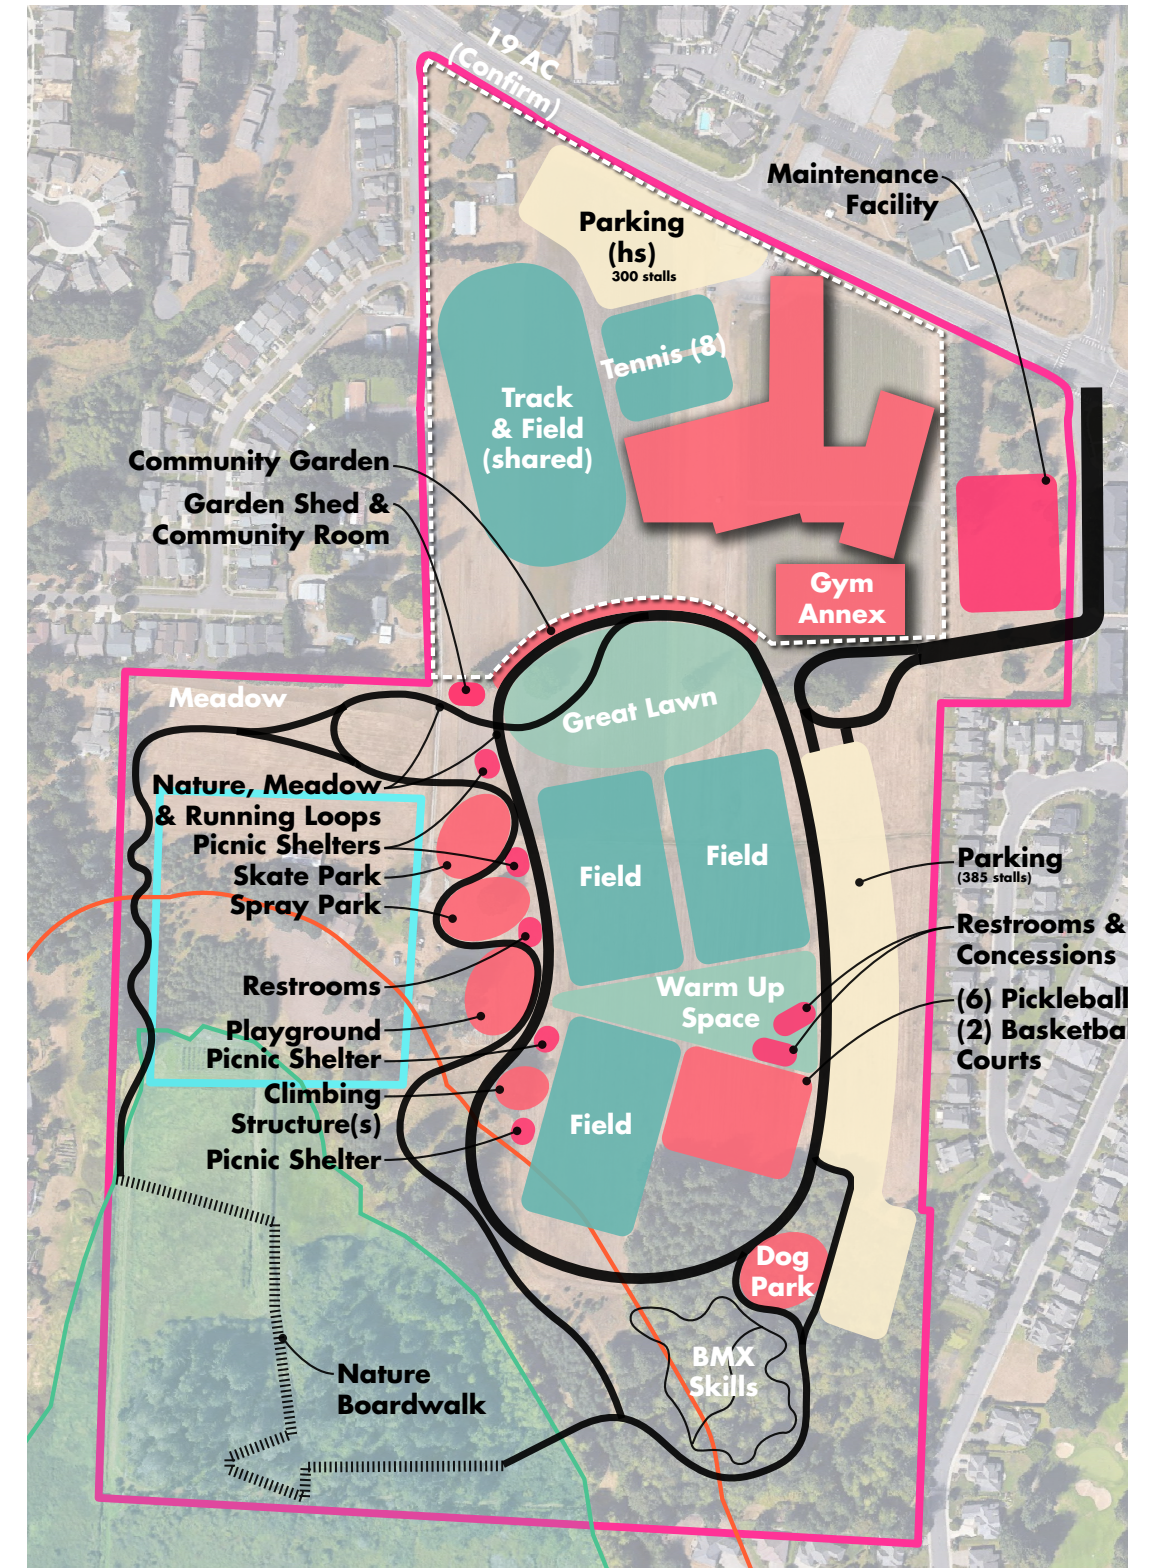 19 AC
(Confirm)
Maintenance
Facility
Parking
(hs)
300 stalls
Tennis (8)
Track
& Field
(shared)
Community Garden
Garden Shed &
Community Room
Gym
Annex
Meadow
Great Lawn
Nature, Meadow
& Running Loops
Picnic Shelters
Skate Park
Spray Park
Field
Field
Parking
(385 stalls)
Restrooms &
Concessions
Restrooms
Warm Up
Space
(6) Pickleball
(2) Basketba
Courts
Playground
Picnic Shelter
Climbing
Structure(s)
Field
Picnic Shelter
Dog
Park
BMX
Skills
Nature
Boardwalk